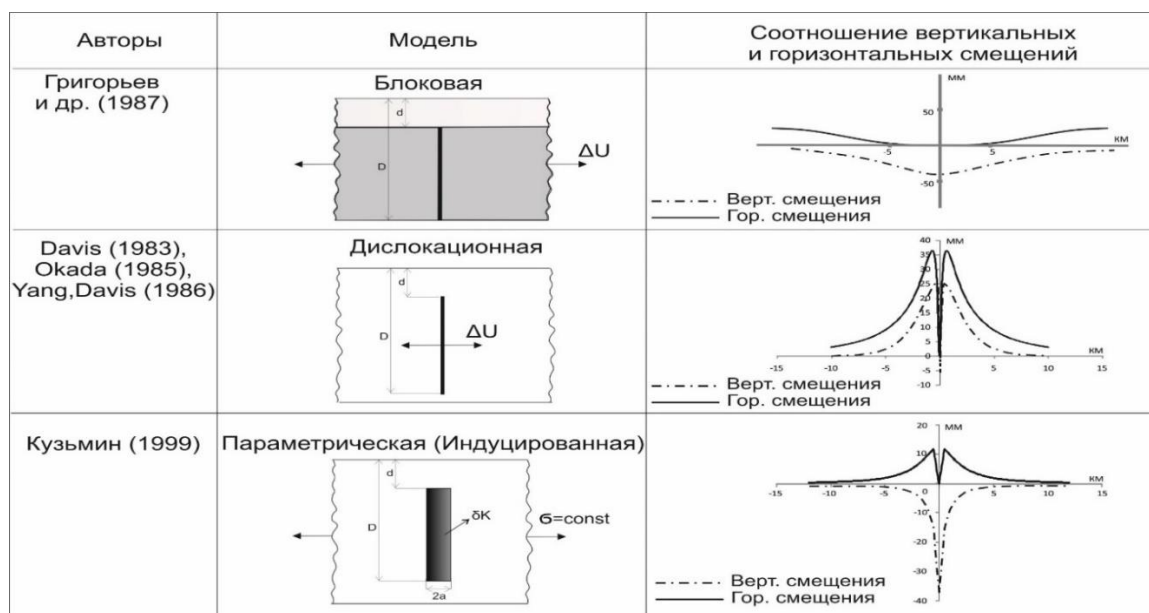 Авторы
Модель
Соотношение вертикальных
и горизонтальных смещений
Григорьев
и др. (1987)
Блоковая
d
D
ΔU
мм
50
км
-5
5
-50
Верт. смещения
Гор. смещения
Davis (1983),
Okada (1985),
Yang,Davis (1986)
Дислокационная
d
D
ΔU
40
мм
35
30
25
20
15
10
5
0
км
-15
-10
-5
0
5
10
15
-5
-10
Верт. смещения
Гор. смещения
Кузьмин (1999)
Параметрическая (Индуцированная)
d
D
δK
б=const
2a
20
мм
10
км
-15
-10
-5
0
5
10
15
-10
-20
-30
-40
Верт. смещения
Гор. смещения